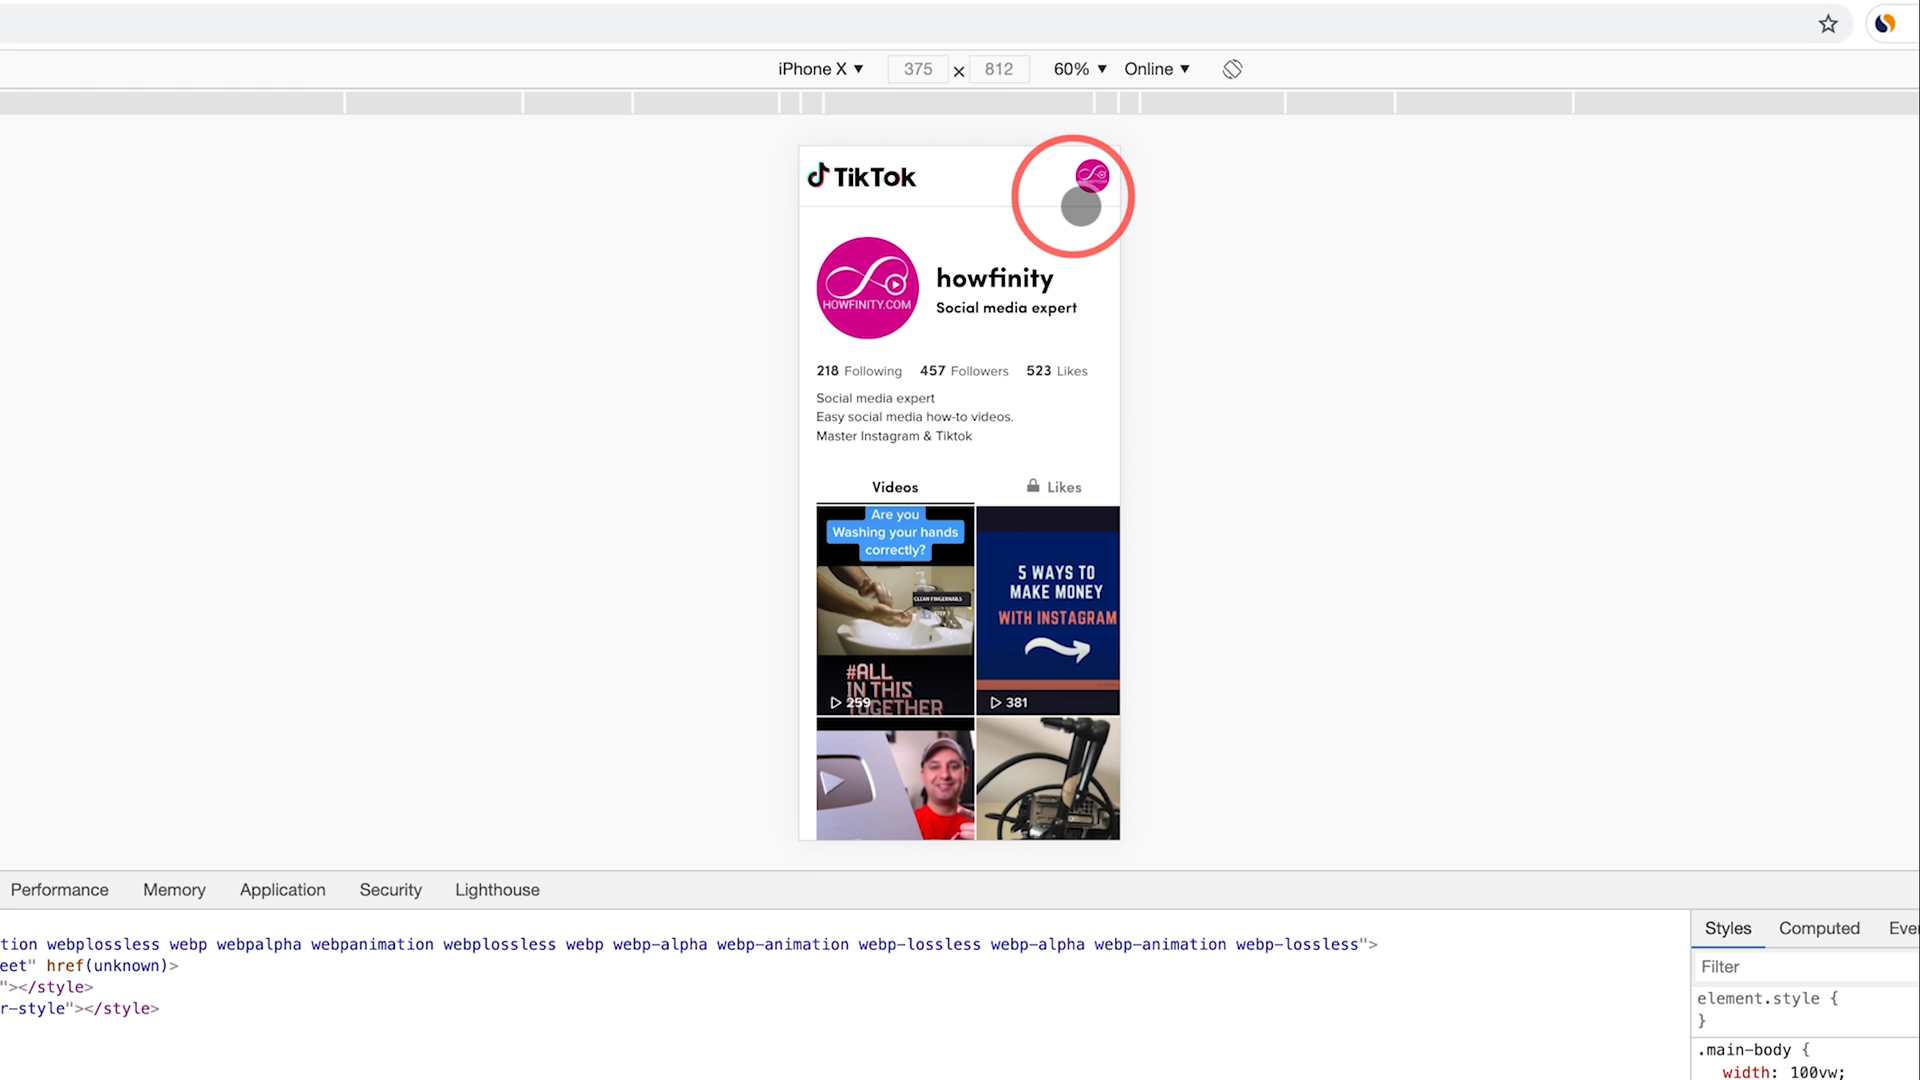 iPhone X ▼ 375 × 812 60% ▼ Online ▼
TikTok
HOWFINITY.COM
howfinity
Social media expert
218 Following 457 Followers 523 Likes
Social media expert
Easy social media how-to videos.
Master Instagram & Tiktok
Videos Likes
Are you
Washing your hands
correctly?
CLEAN FINGERNAILS
#ALL
IN THIS
TOGETHER
259
5 WAYS TO
MAKE MONEY
WITH INSTAGRAM
381
Performance Memory Application Security Lighthouse
tion webplossless webp webpalpha webpanimation webplossless webp webp-alpha webp-animation webp-lossless webp-alpha webp-animation webp-lossless">
eet" href(unknown)>
"></style>
r-style"></style>
Styles Computed Eve
Filter
element.style {
}
.main-body {
width: 100vw;